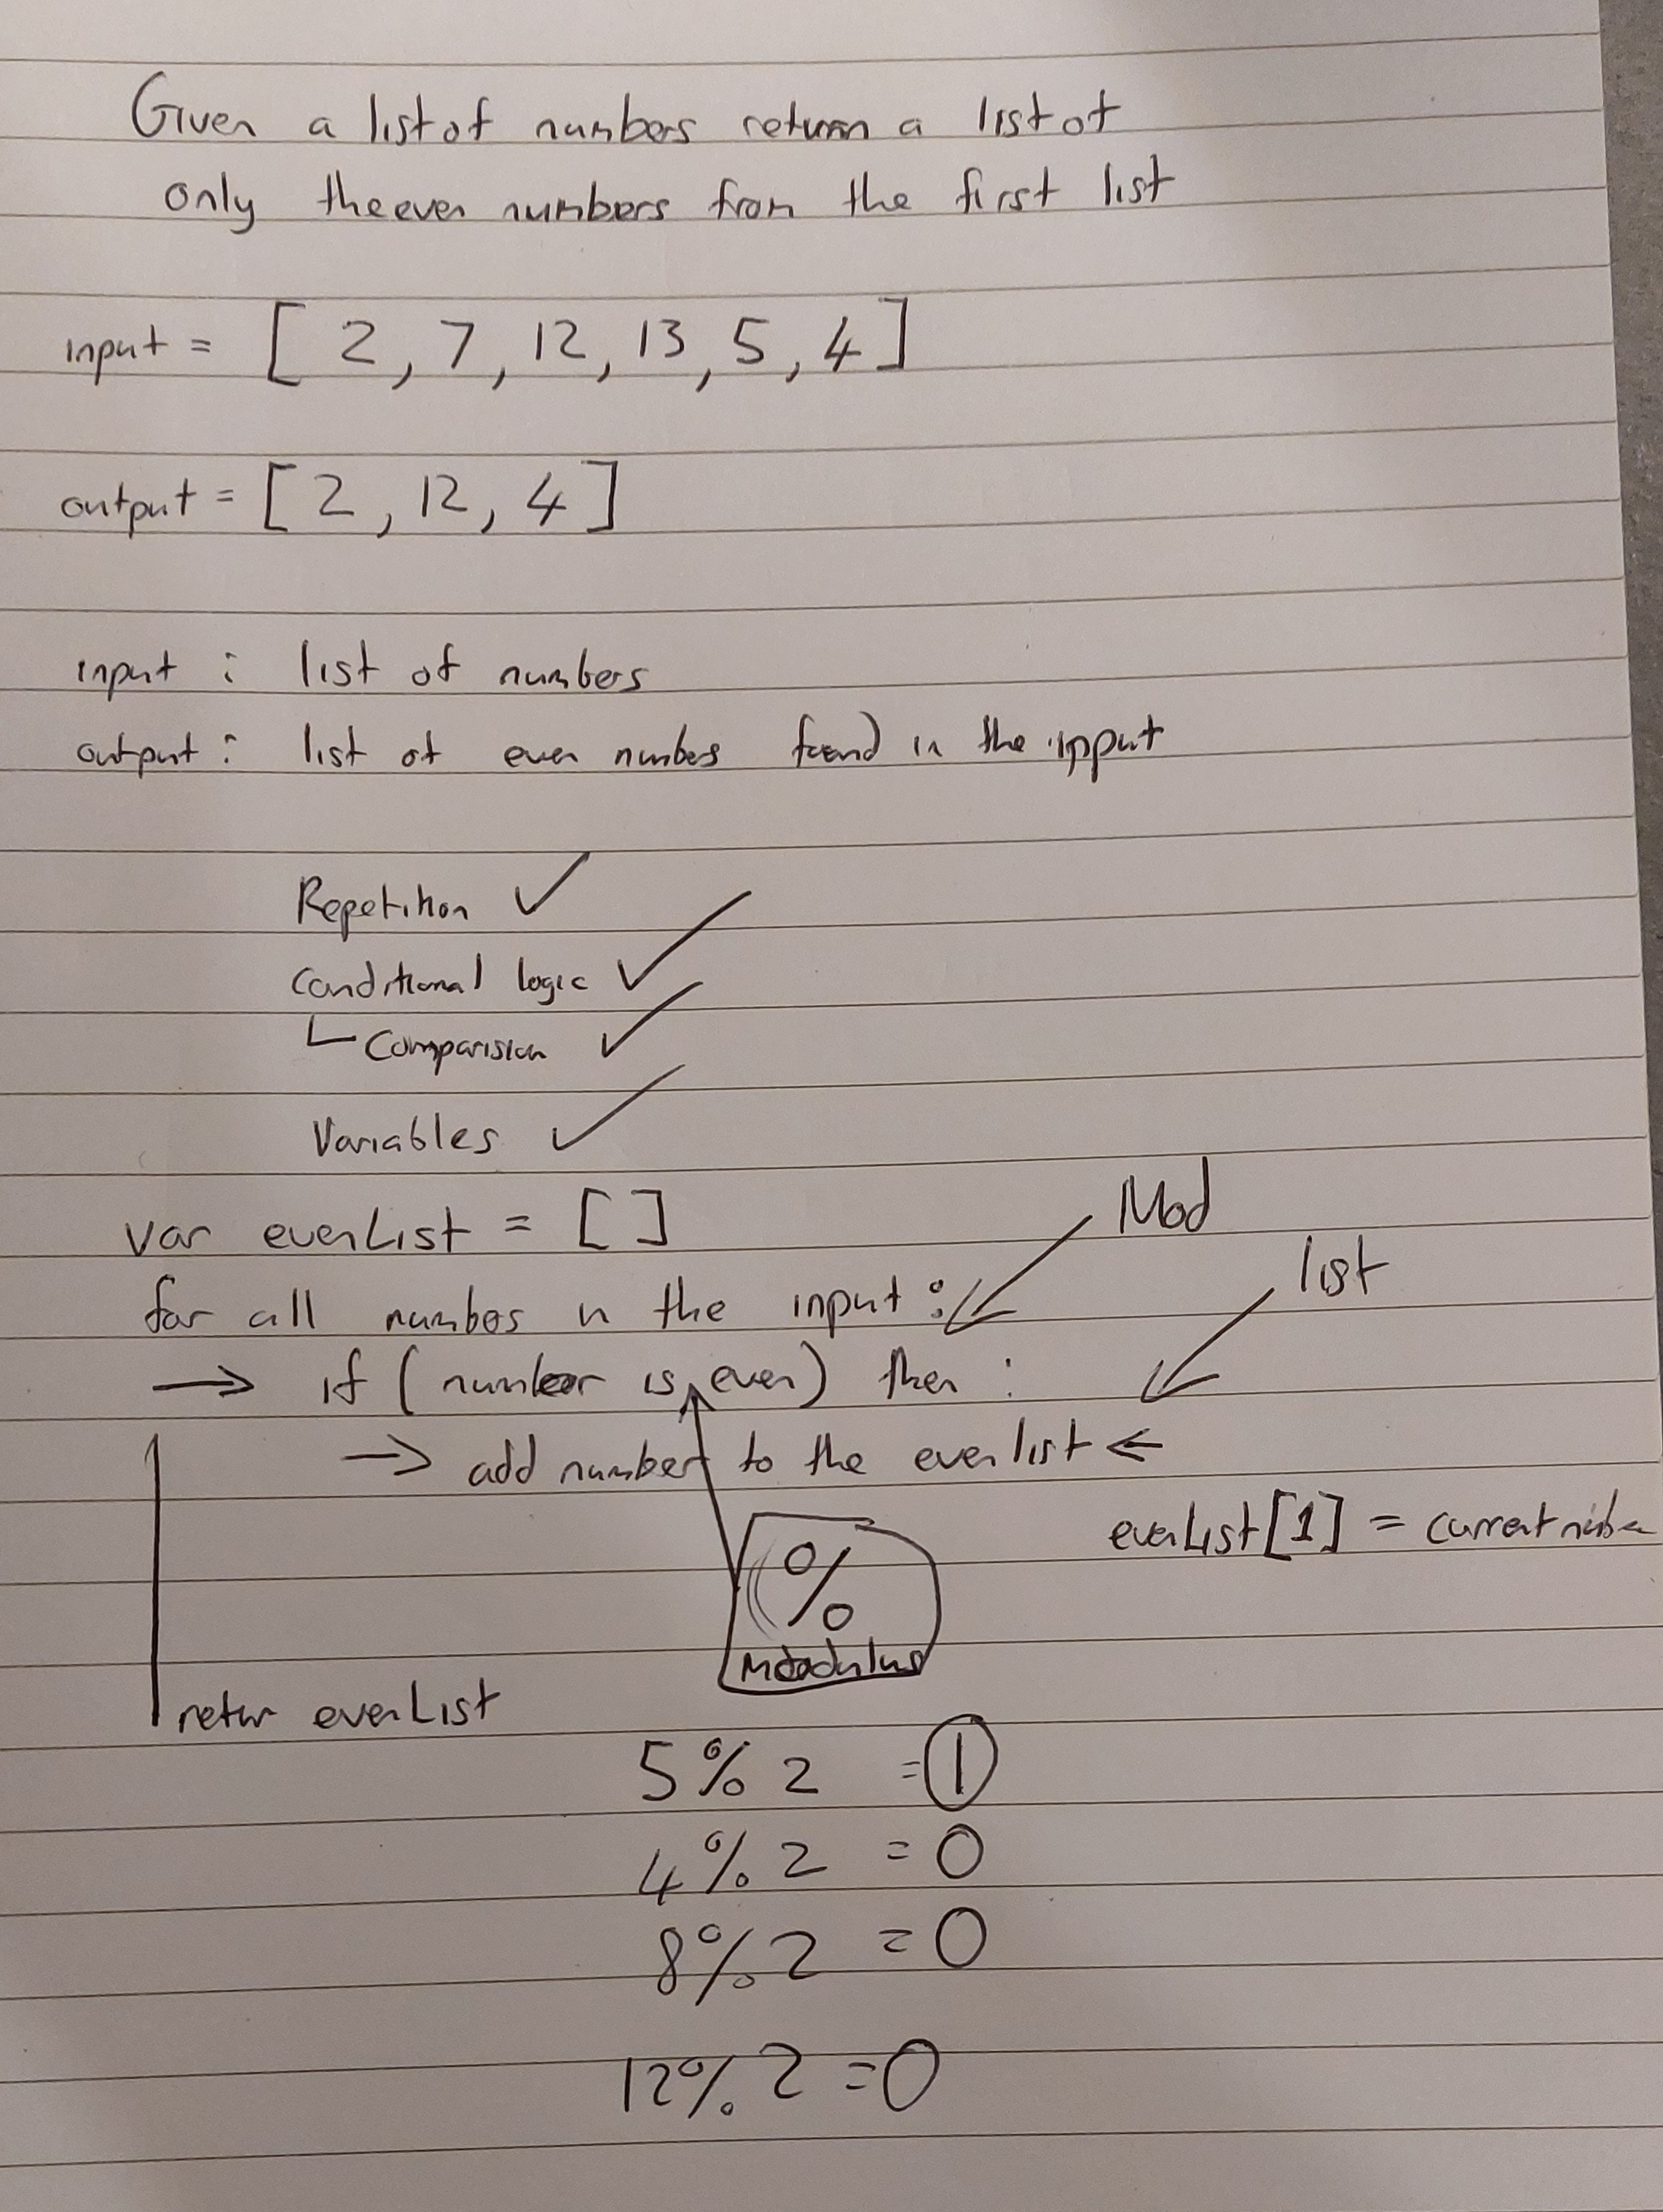 Given a list of numbers return a list of
only the even numbers from the first list
input = [ 2 , 7 , 12 , 13 , 5 , 4 ]
output = [ 2 , 12 , 4 ]
input : list of numbers
output : list of even numbers found in the ipput
Repetition ✓
Conditional logic ✓
Comparision ✓
Variables ✓
Mod
var evenList = [ ]
list
for all numbers in the input :
→ if ( number is even) then :
→ add number to the even list ←
evenList[1] = current number
%
Modulus
return evenList
5 % 2 = 1
4 % 2 = 0
8 % 2 = 0
12 % 2 = 0